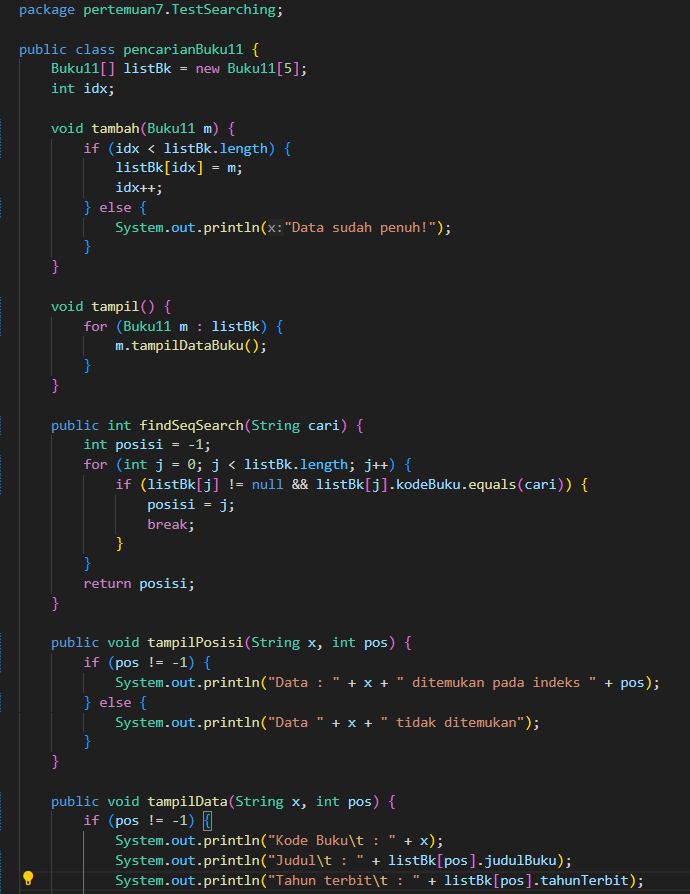 package pertemuan7.TestSearching;
public class pencarianBuku11 {
Buku11[] listBk = new Buku11[5];
int idx;
void tambah(Buku11 m) {
if (idx < listBk.length) {
listBk[idx] = m;
idx++;
} else {
System.out.println(x:"Data sudah penuh!");
}
}
void tampil() {
for (Buku11 m : listBk) {
m.tampilDataBuku();
}
}
public int findSeqSearch(String cari) {
int posisi = -1;
for (int j = 0; j < listBk.length; j++) {
if (listBk[j] != null && listBk[j].kodeBuku.equals(cari)) {
posisi = j;
break;
}
}
return posisi;
}
public void tampilPosisi(String x, int pos) {
if (pos != -1) {
System.out.println("Data : " + x + " ditemukan pada indeks " + pos);
} else {
System.out.println("Data " + x + " tidak ditemukan");
}
}
public void tampilData(String x, int pos) {
if (pos != -1) {
System.out.println("Kode Buku\t : " + x);
System.out.println("Judul\t : " + listBk[pos].judulBuku);
System.out.println("Tahun terbit\t : " + listBk[pos].tahunTerbit);